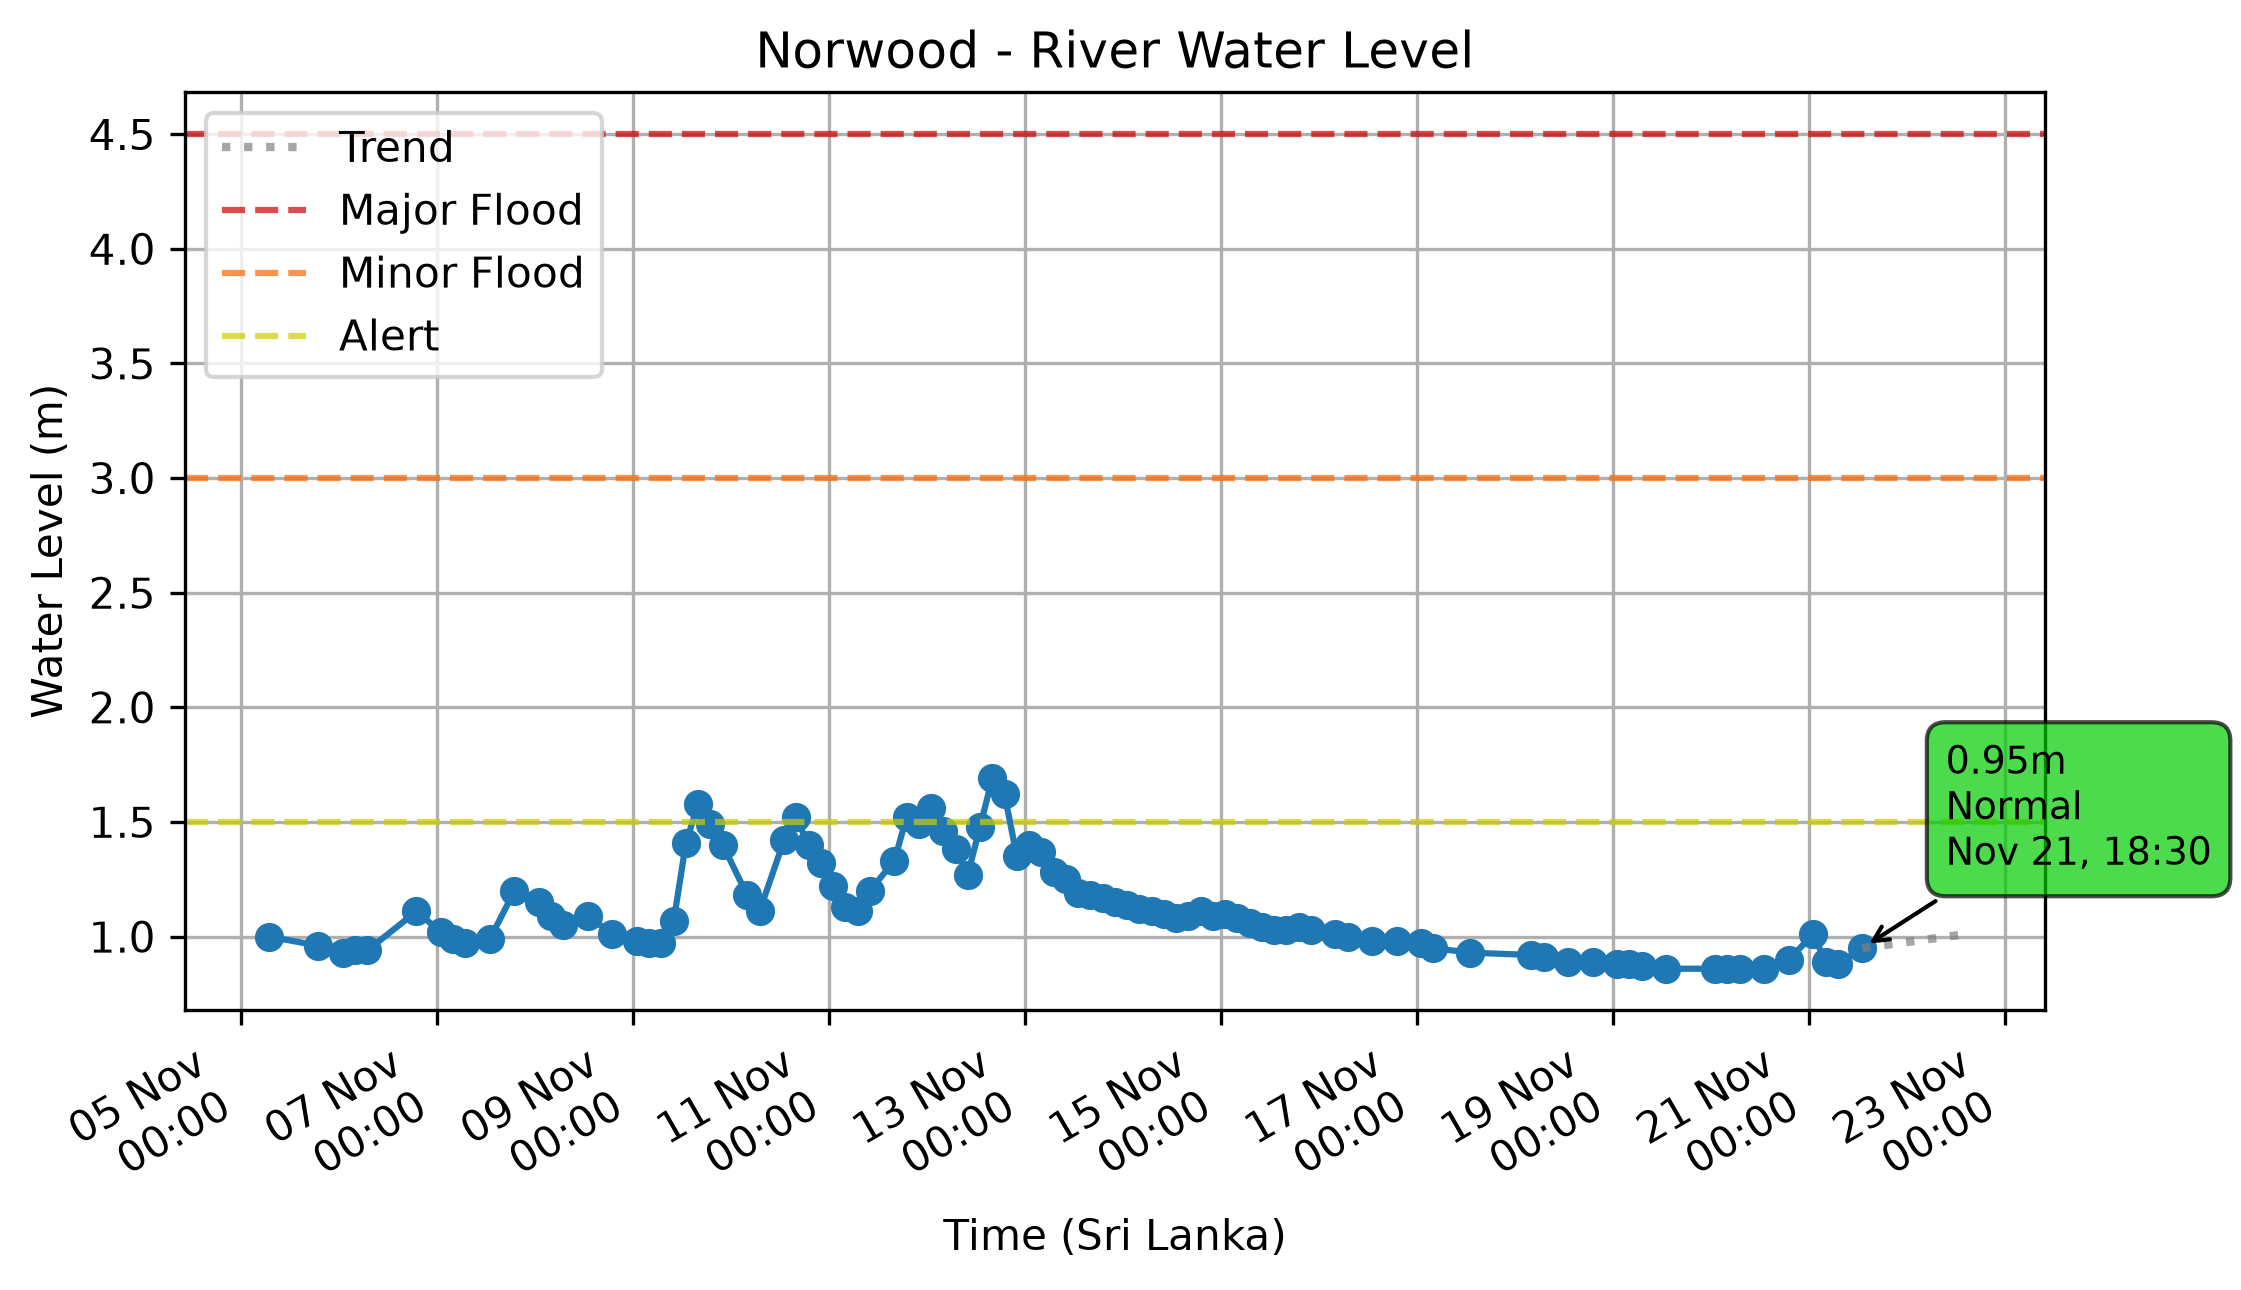 Norwood - River Water Level
Trend
Major Flood
Minor Flood
Alert
4.5
4.0
3.5
3.0
2.5
2.0
1.5
1.0
Water Level (m)
0.95m
Normal
Nov 21, 18:30
05 Nov
00:00
07 Nov
00:00
09 Nov
00:00
11 Nov
00:00
13 Nov
00:00
15 Nov
00:00
17 Nov
00:00
19 Nov
00:00
21 Nov
00:00
23 Nov
00:00
Time (Sri Lanka)